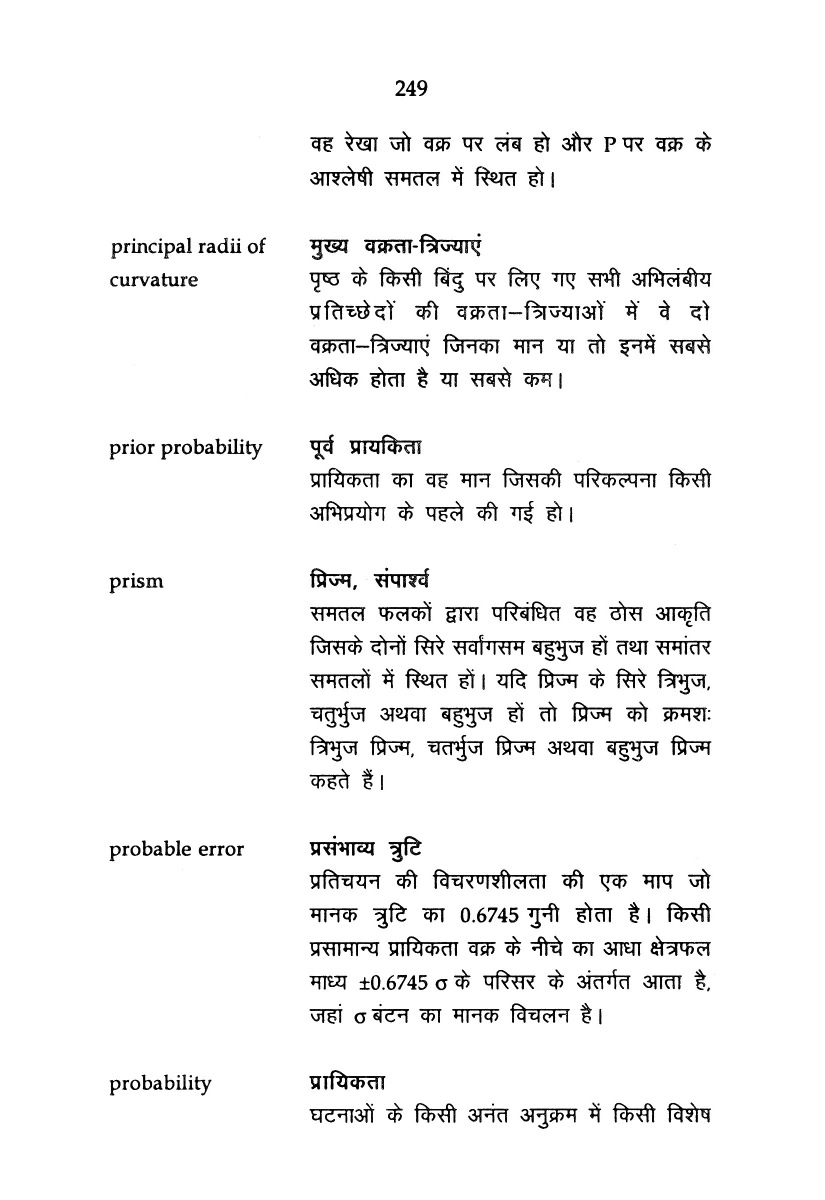 249
वह रेखा जो वक्र पर लंब हो और P पर वक्र के
आश्लेषी समतल में स्थित हो।
principal radii of मुख्य वक्रता-त्रिज्याएं
curvature पृष्ठ के किसी बिंदु पर लिए गए सभी अभिलंबीय
प्रतिच्छेदों की वक्रता–त्रिज्याओं में वे दो
वक्रता–त्रिज्याएं जिनका मान या तो इनमें सबसे
अधिक होता है या सबसे कम।
prior probability पूर्व प्रायकिता
प्रायिकता का वह मान जिसकी परिकल्पना किसी
अभिप्रयोग के पहले की गई हो।
prism प्रिज्म, संपार्श्व
समतल फलकों द्वारा परिबंधित वह ठोस आकृति
जिसके दोनों सिरे सर्वांगसम बहुभुज हों तथा समांतर
समतलों में स्थित हों। यदि प्रिज्म के सिरे त्रिभुज,
चतुर्भुज अथवा बहुभुज हों तो प्रिज्म को क्रमशः
त्रिभुज प्रिज्म, चतर्भुज प्रिज्म अथवा बहुभुज प्रिज्म
कहते हैं।
probable error प्रसंभाव्य त्रुटि
प्रतिचयन की विचरणशीलता की एक माप जो
मानक त्रुटि का 0.6745 गुनी होता है। किसी
प्रसामान्य प्रायिकता वक्र के नीचे का आधा क्षेत्रफल
माध्य ±0.6745 σ के परिसर के अंतर्गत आता है,
जहां σ बंटन का मानक विचलन है।
probability प्रायिकता
घटनाओं के किसी अनंत अनुक्रम में किसी विशेष